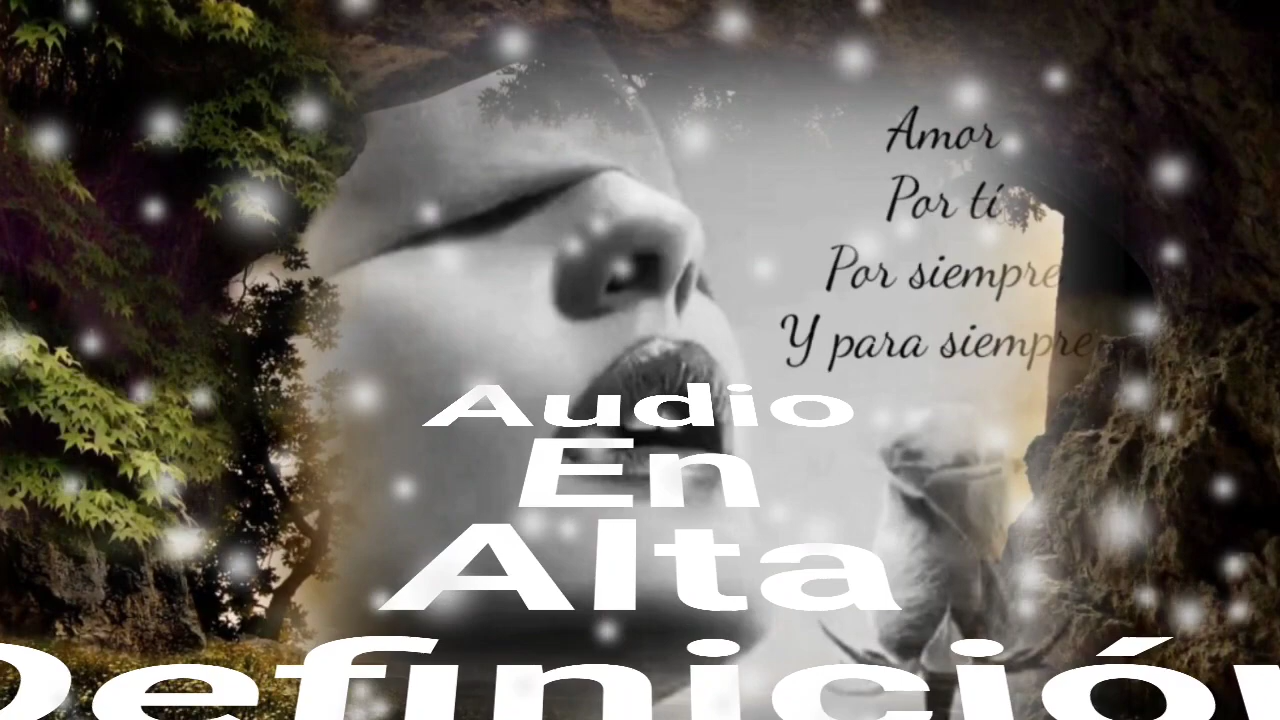 Amor
Por tí
Por siempre
Y para siempre
Audio
En
Alta
Definición